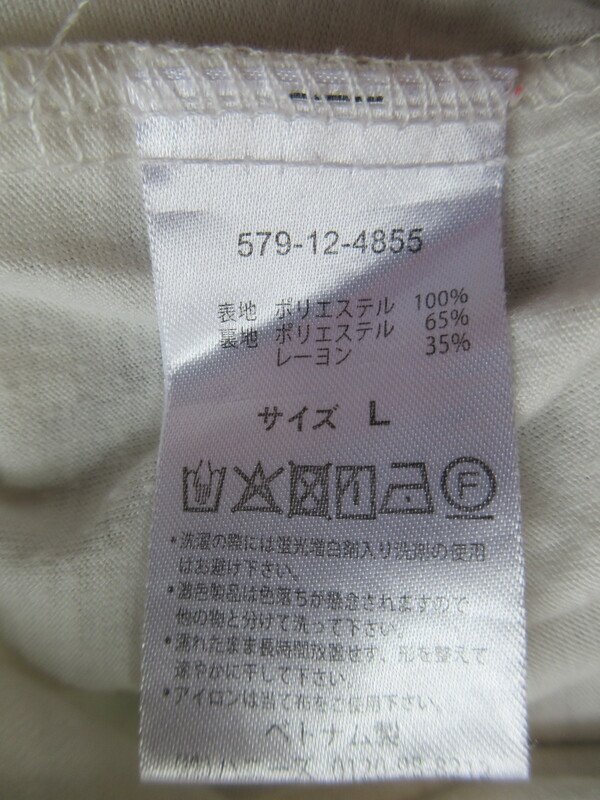 579-12-4855
表地 ポリエステル 100%
裏地 ポリエステル 65%
レーヨン 35%
サイズ L
F
・洗濯の際には蛍光増白剤入り洗剤の使用
はお避け下さい。
・濃色製品は色落ちが懸念されますので
他の物と分けて洗って下さい。
・濡れたまま長時間放置せず、形を整えて
速やかに干して下さい
・アイロンは当て布をご使用下さい。
ベトナム製